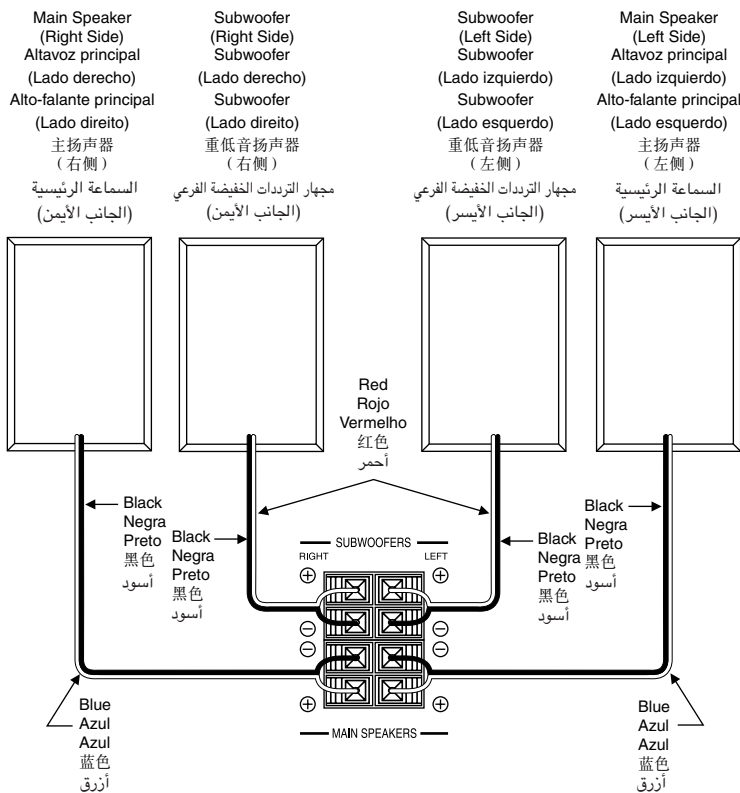 Main Speaker
(Right Side)
Altavoz principal
(Lado derecho)
Alto-falante principal
(Lado direito)
主扬声器
（右侧）
السماعة الرئيسية
(الجانب الأيمن)
Subwoofer
(Right Side)
Subwoofer
(Lado derecho)
Subwoofer
(Lado direito)
重低音扬声器
（右侧）
مجهار الترددات الخفيضة الفرعي
(الجانب الأيمن)
Subwoofer
(Left Side)
Subwoofer
(Lado izquierdo)
Subwoofer
(Lado esquerdo)
重低音扬声器
（左侧）
مجهار الترددات الخفيضة الفرعي
(الجانب الأيسر)
Main Speaker
(Left Side)
Altavoz principal
(Lado izquierdo)
Alto-falante principal
(Lado esquerdo)
主扬声器
（左侧）
السماعة الرئيسية
(الجانب الأيسر)
Red
Rojo
Vermelho
红色
أحمر
Black
Negra
Preto
黑色
أسود
Black
Negra
Preto
黑色
أسود
Black
Negra
Preto
黑色
أسود
Black
Negra
Preto
黑色
أسود
SUBWOOFERS
RIGHT LEFT
+ +
− −
− −
+ +
MAIN SPEAKERS
Blue
Azul
Azul
蓝色
أزرق
Blue
Azul
Azul
蓝色
أزرق